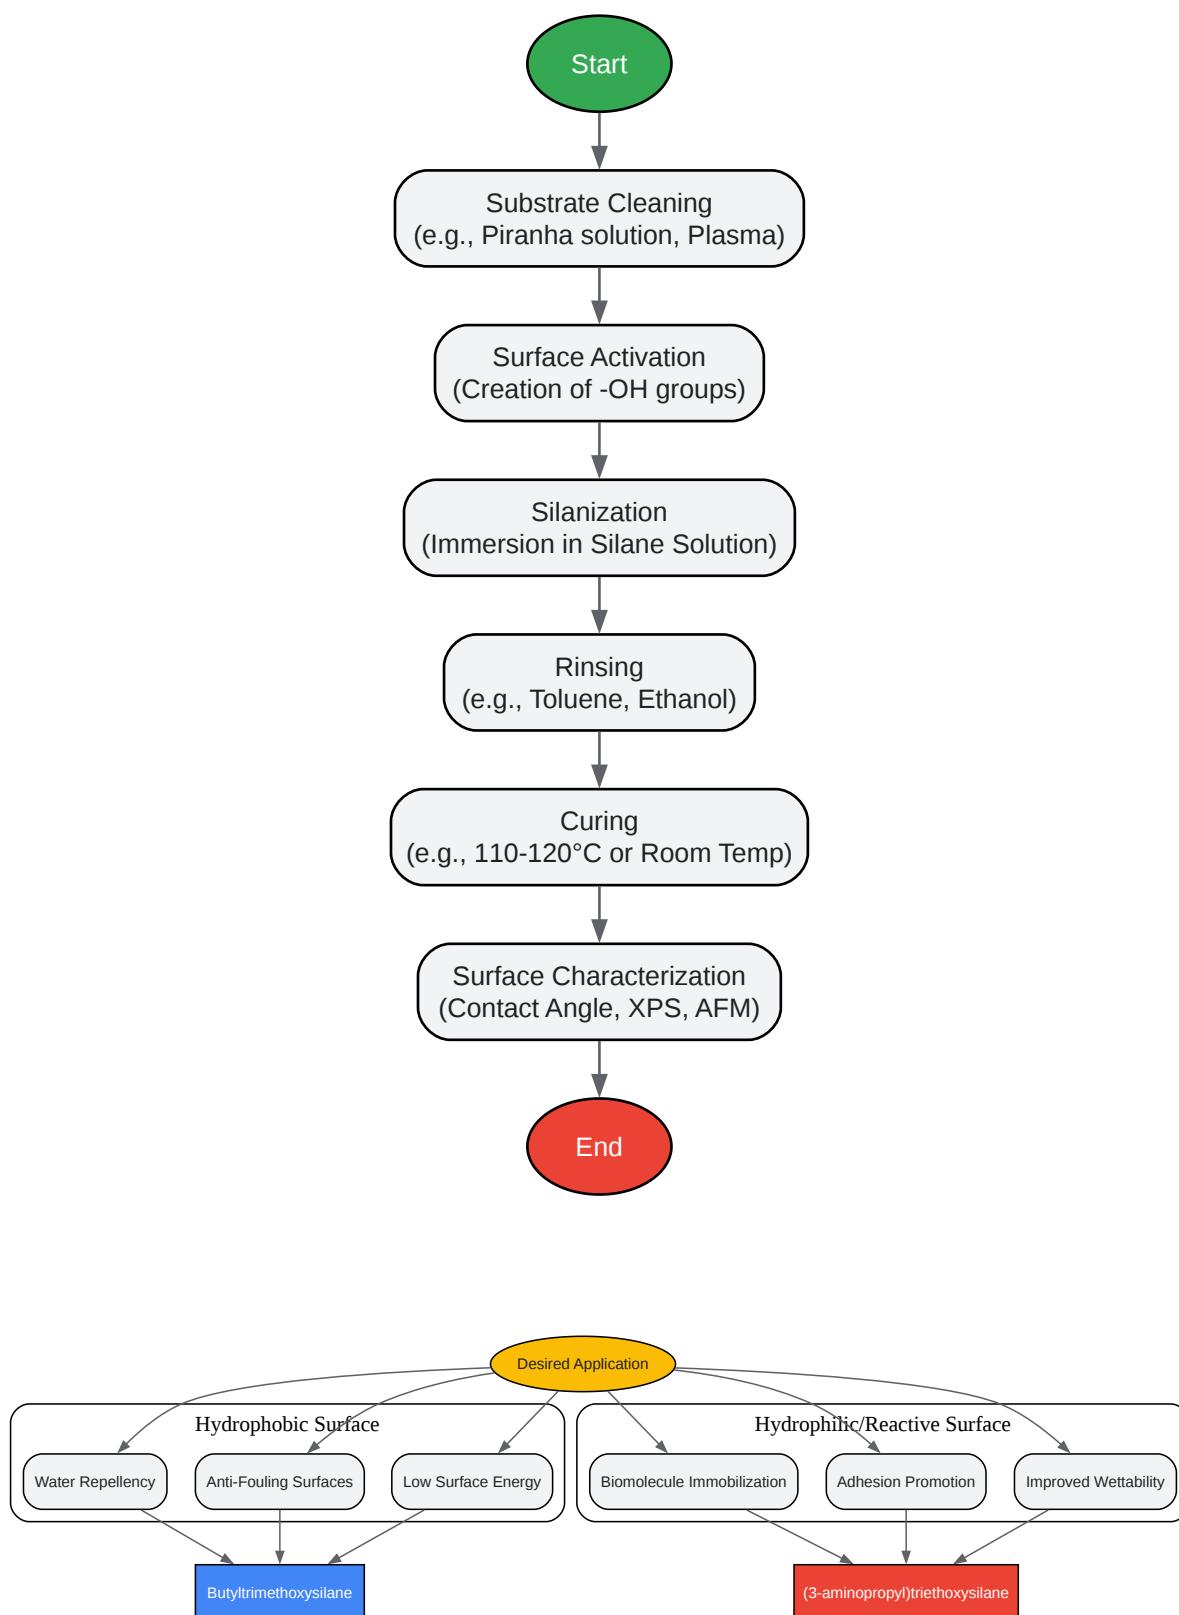 Start
Substrate Cleaning
(e.g., Piranha solution, Plasma)
Surface Activation
(Creation of -OH groups)
Silanization
(Immersion in Silane Solution)
Rinsing
(e.g., Toluene, Ethanol)
Curing
(e.g., 110-120°C or Room Temp)
Surface Characterization
(Contact Angle, XPS, AFM)
End
Desired Application
Hydrophobic Surface
Hydrophilic/Reactive Surface
Water Repellency
Anti-Fouling Surfaces
Low Surface Energy
Biomolecule Immobilization
Adhesion Promotion
Improved Wettability
Butyltrimethoxysilane
(3-aminopropyl)triethoxysilane